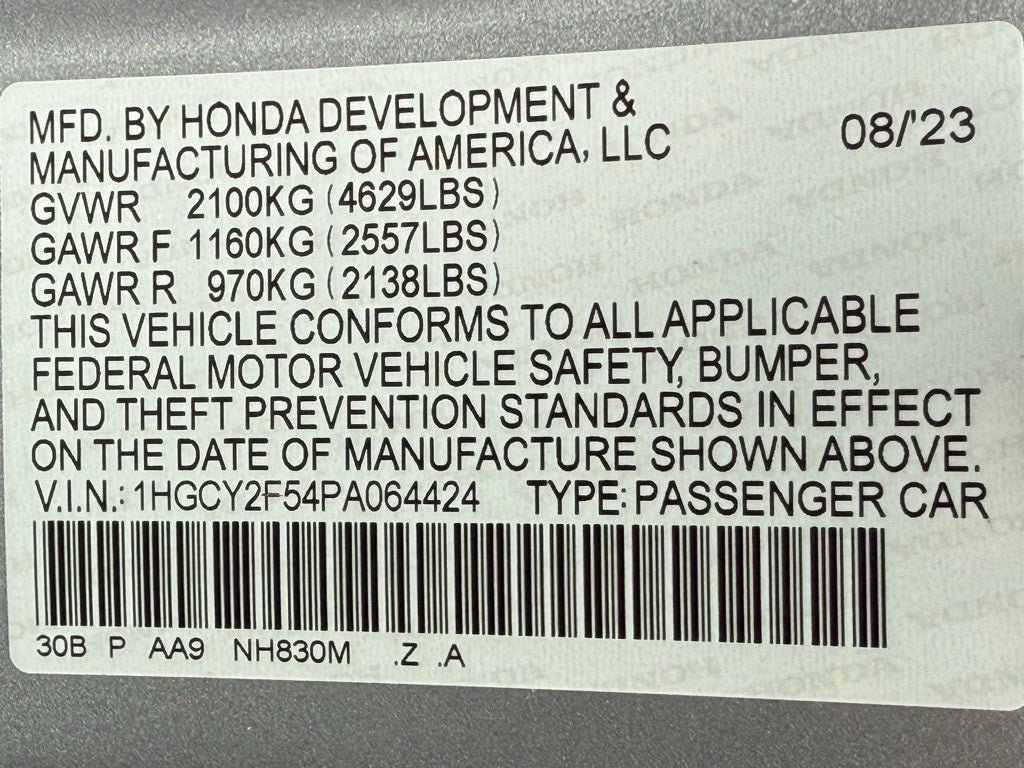 MFD. BY HONDA DEVELOPMENT &
MANUFACTURING OF AMERICA, LLC 08/'23
GVWR 2100KG (4629LBS)
GAWR F 1160KG (2557LBS)
GAWR R 970KG (2138LBS)
THIS VEHICLE CONFORMS TO ALL APPLICABLE
FEDERAL MOTOR VEHICLE SAFETY, BUMPER,
AND THEFT PREVENTION STANDARDS IN EFFECT
ON THE DATE OF MANUFACTURE SHOWN ABOVE.
V.I.N.: 1HGCY2F54PA064424 TYPE: PASSENGER CAR
30B P AA9 NH830M .Z .A